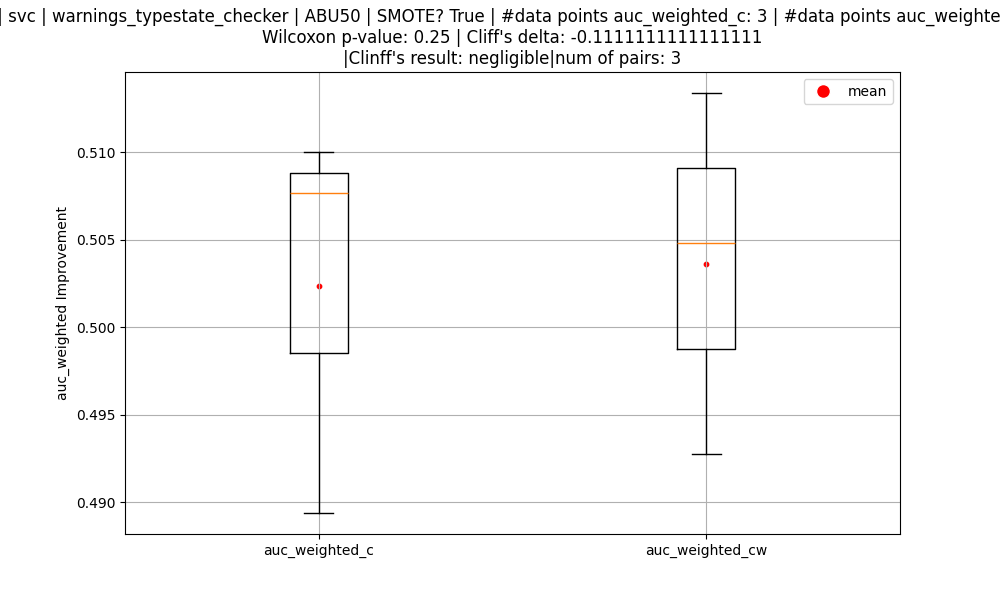 | svc | warnings_typestate_checker | ABU50 | SMOTE? True | #data points auc_weighted_c: 3 | #data points auc_weighte
Wilcoxon p-value: 0.25 | Cliff's delta: -0.1111111111111111
|Clinff's result: negligible|num of pairs: 3
mean
0.510
0.505
0.500
0.495
0.490
auc_weighted Improvement
auc_weighted_c
auc_weighted_cw